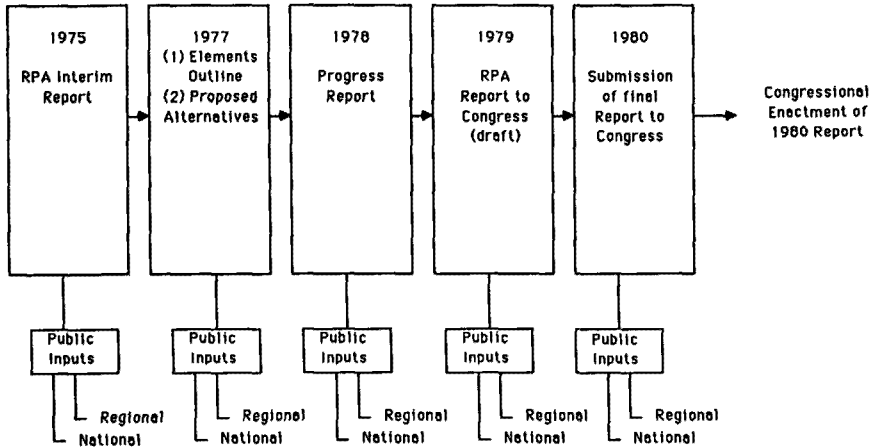 1975
RPA Interim
Report
1977
(1) Elements
Outline
(2) Proposed
Alternatives
1978
Progress
Report
1979
RPA
Report to
Congress
(draft)
1980
Submission
of final
Report to
Congress
Congressional
Enactment of
1980 Report
Public
Inputs
Regional
National
Public
Inputs
Regional
National
Public
Inputs
Regional
National
Public
Inputs
Regional
National
Public
Inputs
Regional
National